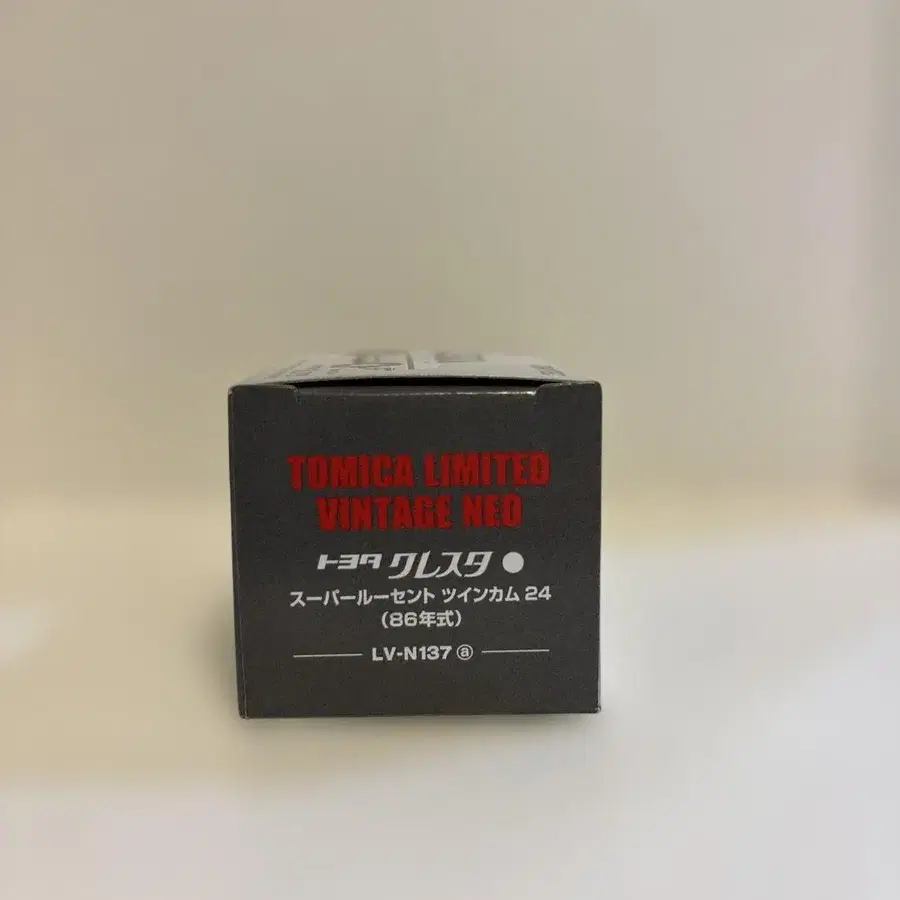 TOMICA LIMITED
VINTAGE NEO
トヨタ クレスタ
スーパールーセント ツインカム 24
(86年式)
LV-N137 ⓐ